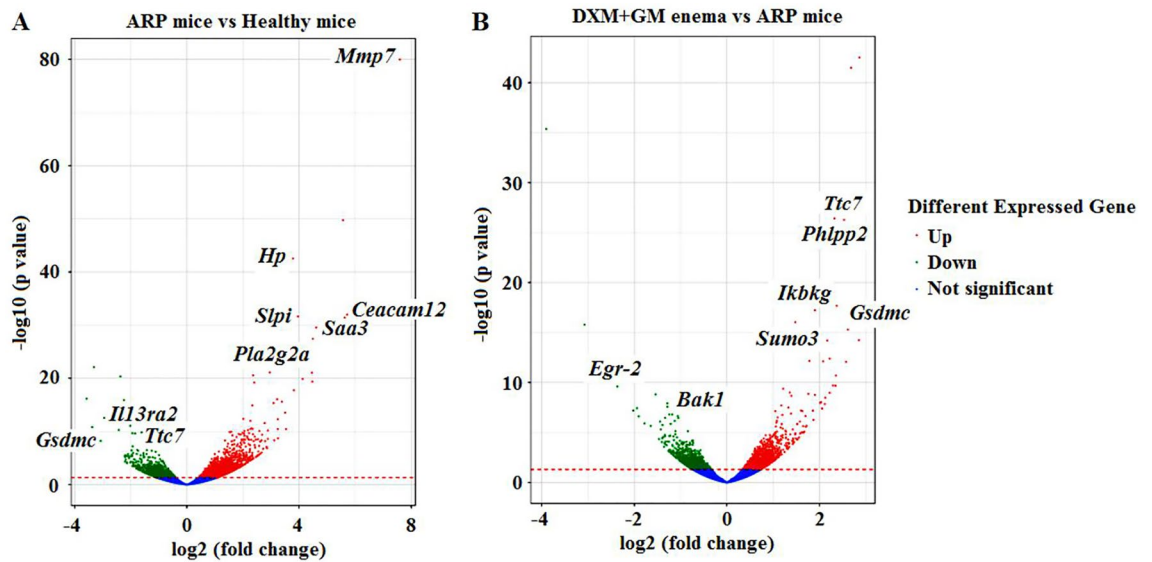 A
ARP mice vs Healthy mice
80
60
40
20
0
-4
0
4
8
-log10 (p value)
log2 (fold change)
Mmp7
Hp
Slpi
Ceacam12
Saa3
Pla2g2a
Il13ra2
Gsdmc
Ttc7
B
DXM+GM enema vs ARP mice
40
30
20
10
0
-4
-2
0
2
-log10 (p value)
log2 (fold change)
Ttc7
Phlpp2
Ikbkg
Gsdmc
Sumo3
Egr-2
Bak1
Different Expressed Gene
Up
Down
Not significant